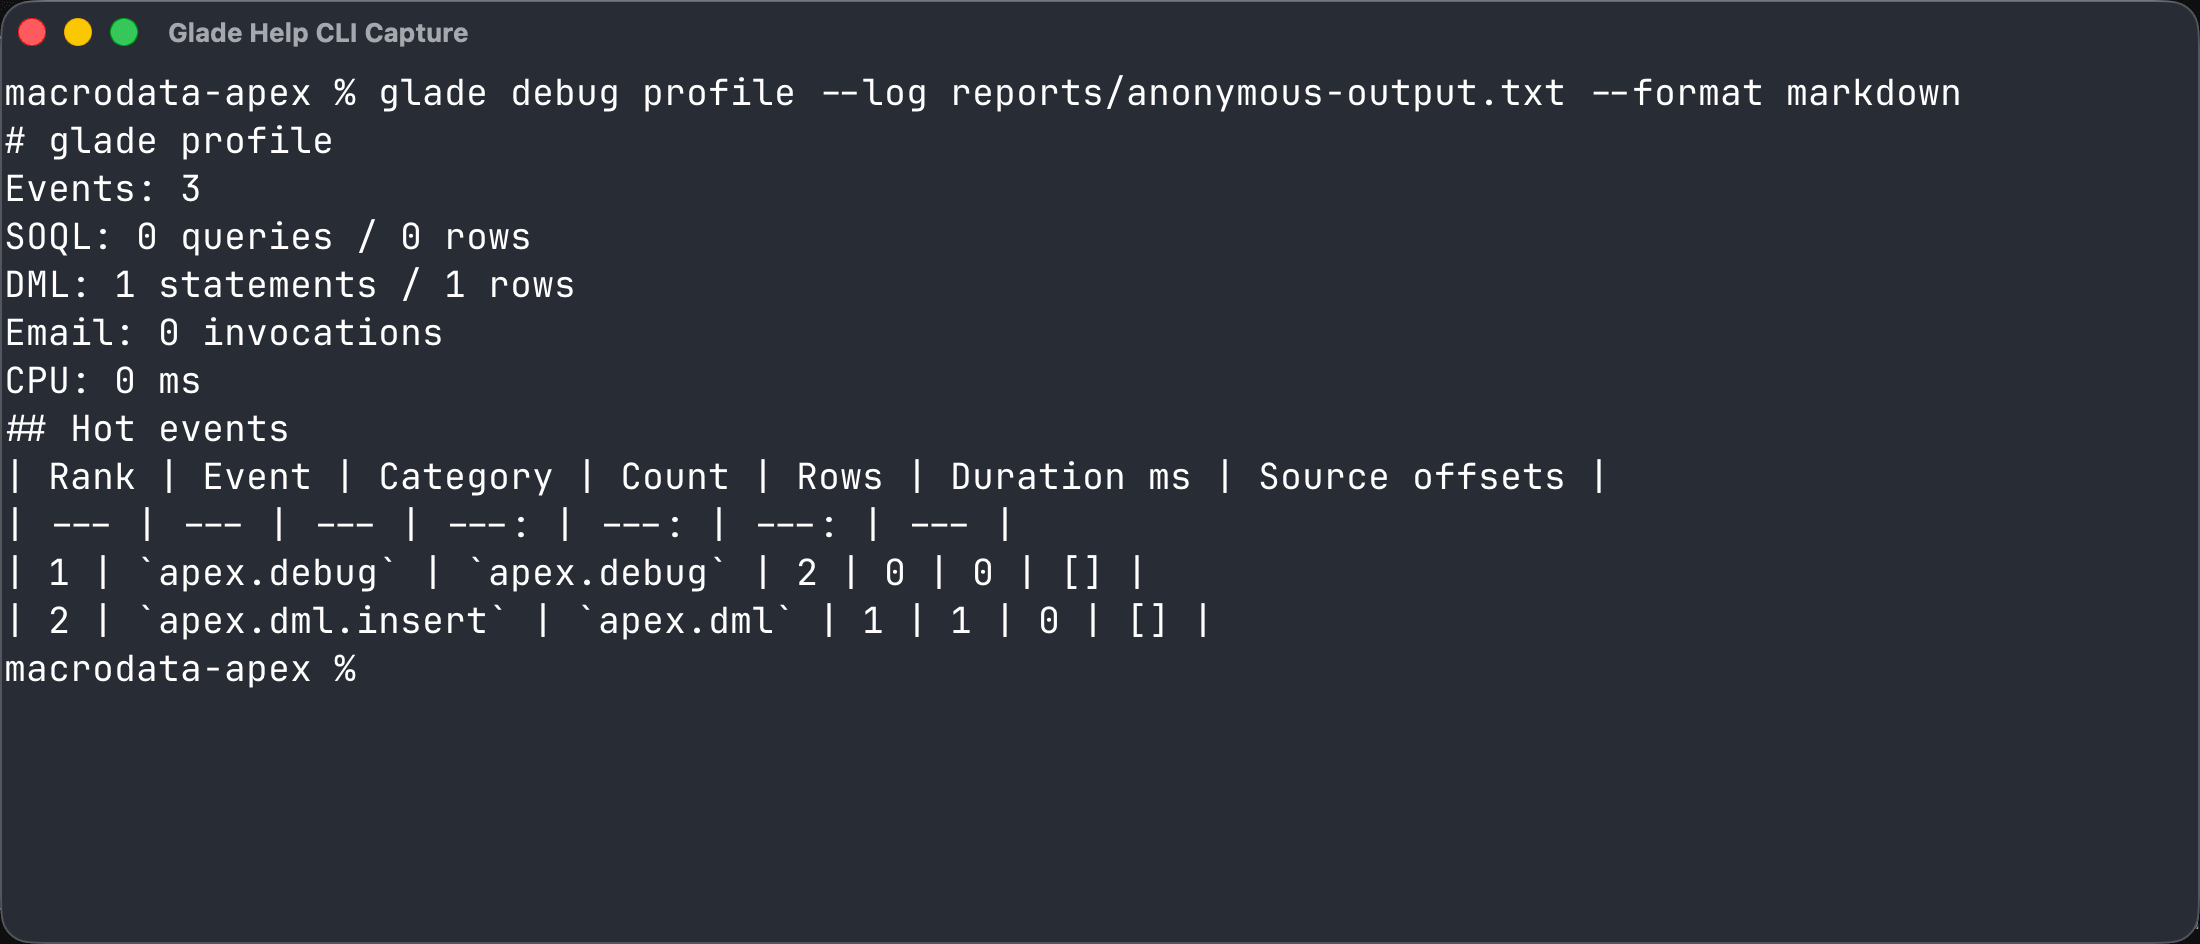 Glade Help CLI Capture
macrodata-apex % glade debug profile --log reports/anonymous-output.txt --format markdown
# glade profile
Events: 3
SOQL: 0 queries / 0 rows
DML: 1 statements / 1 rows
Email: 0 invocations
CPU: 0 ms
## Hot events
| Rank | Event | Category | Count | Rows | Duration ms | Source offsets |
| --- | --- | --- | ---: | ---: | ---: | --- |
| 1 | `apex.debug` | `apex.debug` | 2 | 0 | 0 | [] |
| 2 | `apex.dml.insert` | `apex.dml` | 1 | 1 | 0 | [] |
macrodata-apex %